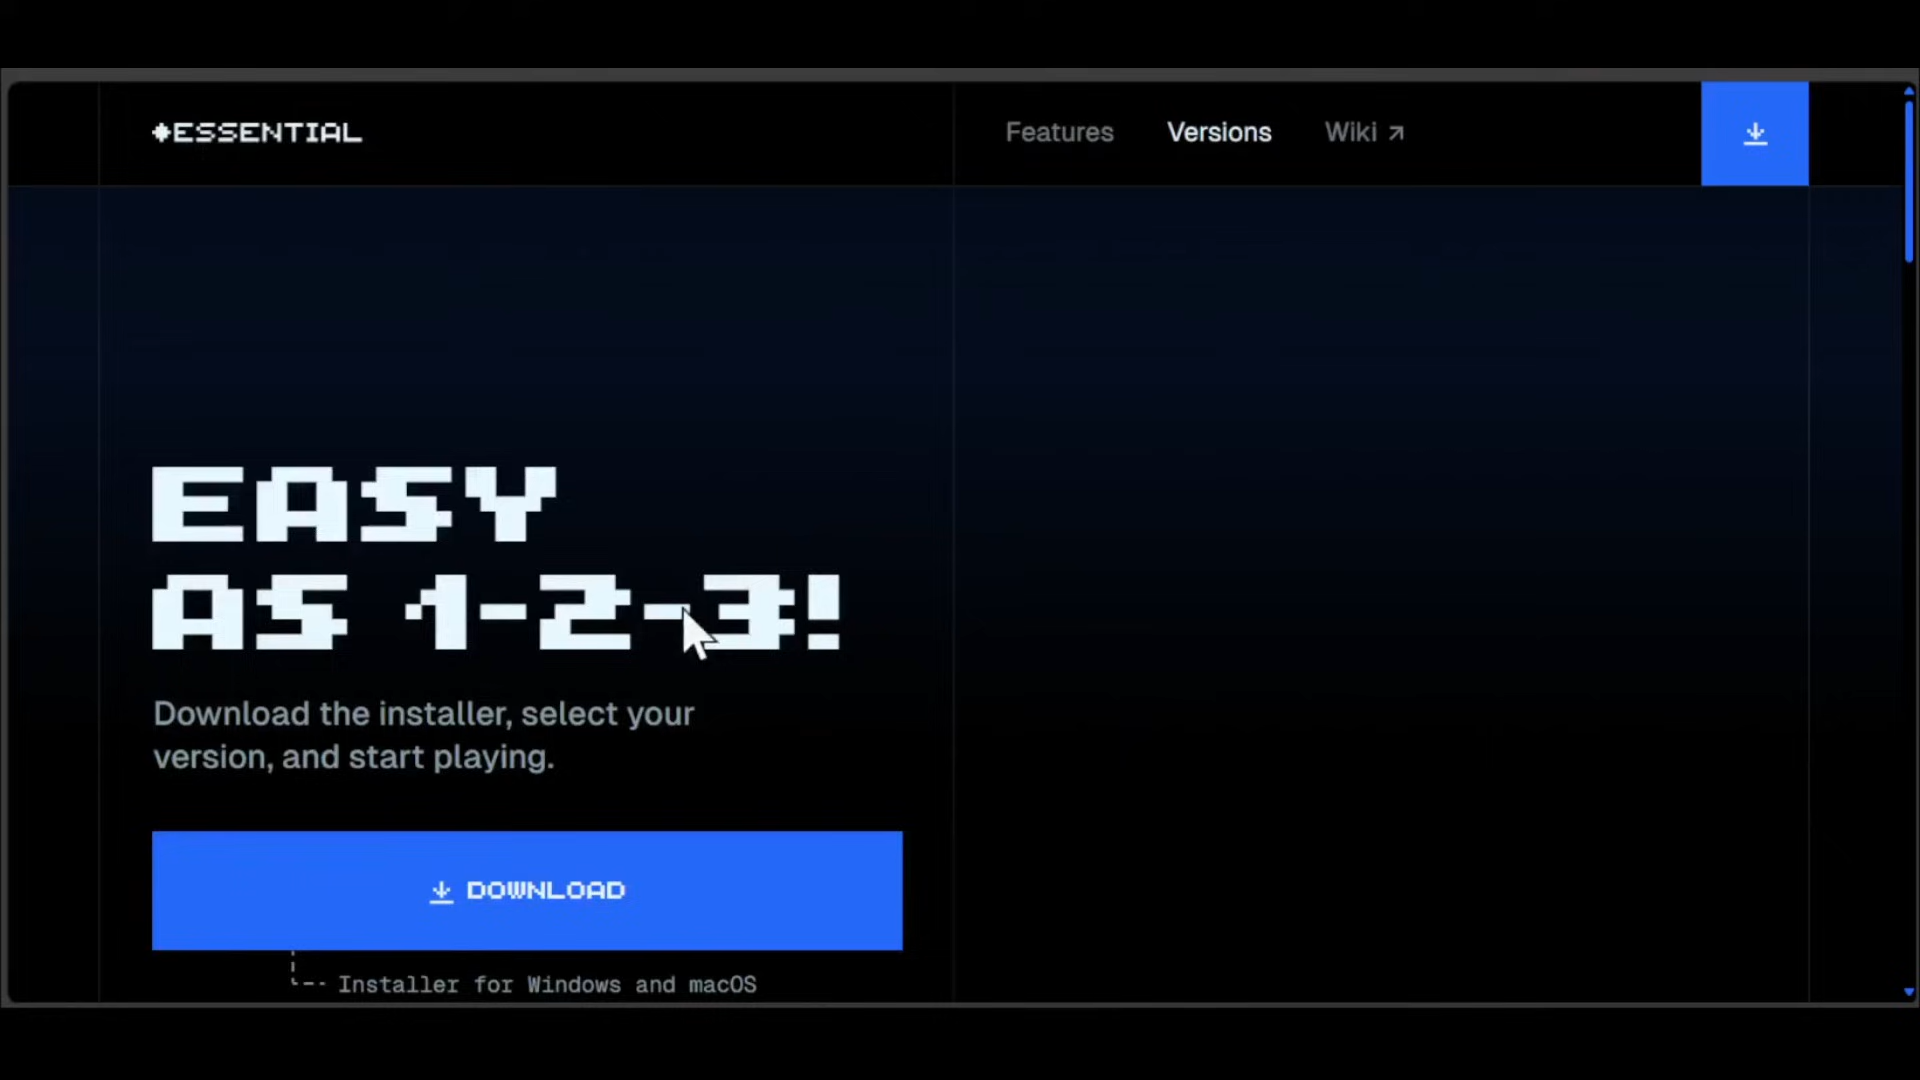 ESSENTIAL
Features
Versions
Wiki ↗
EASY
AS 1-2-3!
Download the installer, select your
version, and start playing.
DOWNLOAD
Installer for Windows and macOS